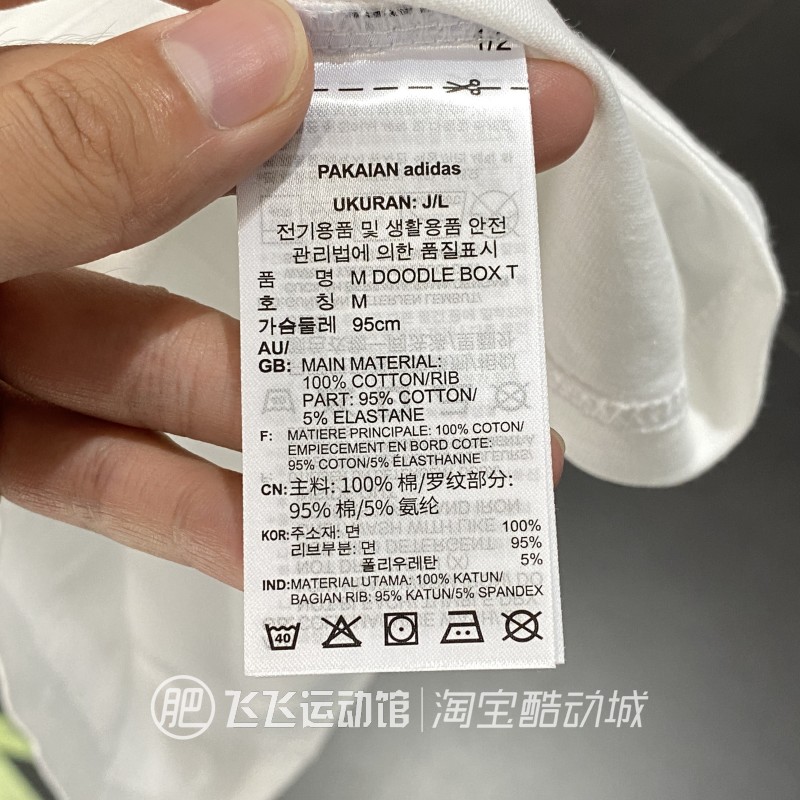 1/2
PAKAIAN adidas
UKURAN: J/L
전기용품 및 생활용품 안전
관리법에 의한 품질표시
품 명 M DOODLE BOX T
호 칭 M
가슴둘레 95cm
AU/
GB: MAIN MATERIAL:
100% COTTON/RIB
PART: 95% COTTON/
5% ELASTANE
F: MATIERE PRINCIPALE: 100% COTON/
EMPIECEMENT EN BORD COTE:
95% COTON/5% ÉLASTHANNE
CN: 主料: 100% 棉/罗纹部分:
95% 棉/5% 氨纶
KOR: 주소재: 면 100%
리브부분: 면 95%
폴리우레탄 5%
IND: MATERIAL UTAMA: 100% KATUN/
BAGIAN RIB: 95% KATUN/5% SPANDEX
40
肥 飞飞运动馆|淘宝酷动城